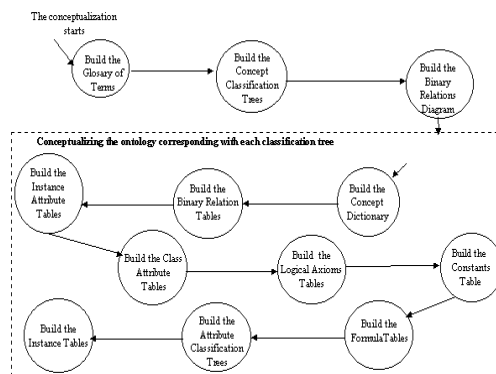 The conceptualization
starts
Build the
Glosary of
Terms
Build the
Concept
Classification
Trees
Build the
Binary
Relations
Diagram
Conceptualizing the ontology corresponding with each classification tree
Build the
Instance
Attribute
Tables
Build the
Binary Relation
Tables
Build the
Concept
Dictionary
Build the Class
Attribute
Tables
Build the
Logical Axioms
Tables
Build the
Constants
Table
Build the
Instance Tables
Build the
Attribute
Classification
Trees
Build the
FormulaTables